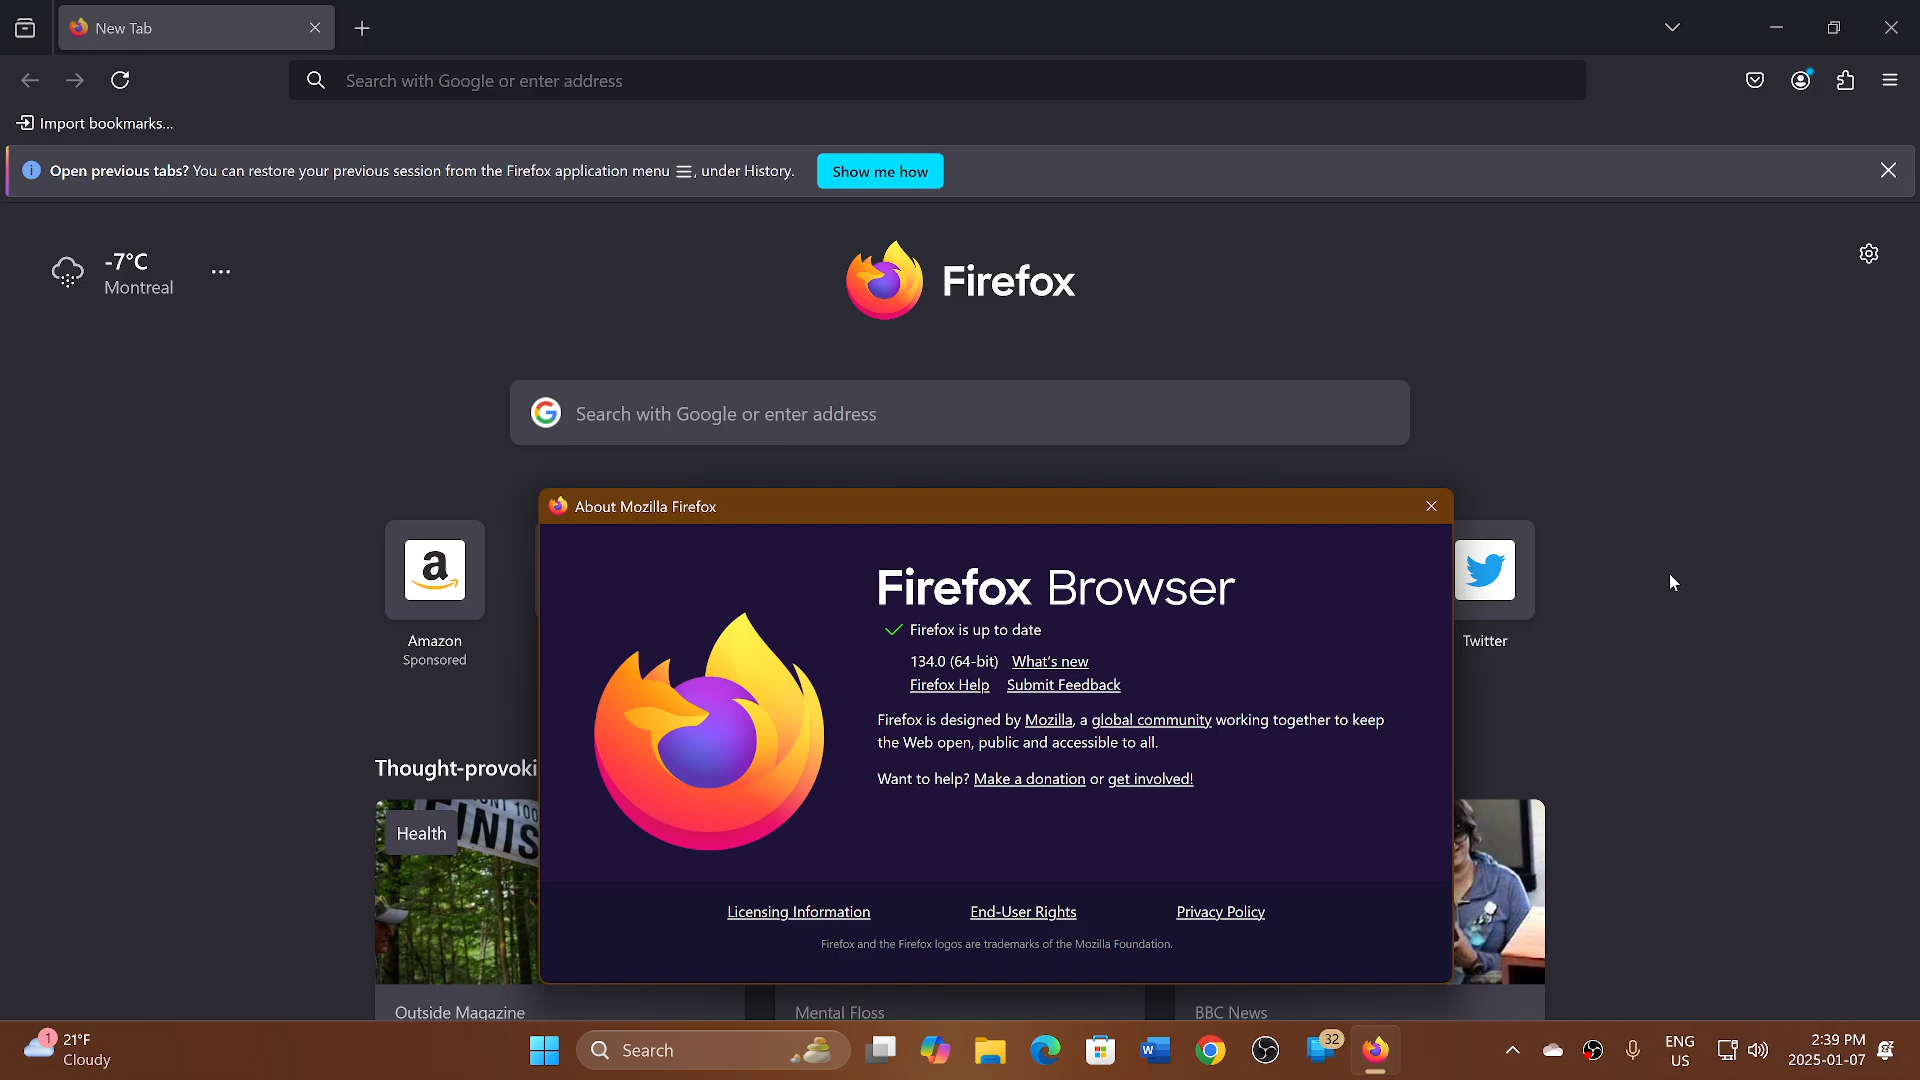 New Tab
Search with Google or enter address
Import bookmarks...
Open previous tabs? You can restore your previous session from the Firefox application menu ☰, under History.
Show me how
-7°C
Montreal
Firefox
Search with Google or enter address
About Mozilla Firefox
Firefox Browser
Firefox is up to date
134.0 (64-bit) What's new
Firefox Help Submit Feedback
Firefox is designed by Mozilla, a global community working together to keep
the Web open, public and accessible to all.
Want to help? Make a donation or get involved!
Licensing Information End-User Rights Privacy Policy
Firefox and the Firefox logos are trademarks of the Mozilla Foundation.
a
Amazon
Sponsored
Twitter
Thought-provoki
Health
Outside Magazine
Mental Floss
BBC News
1
21°F
Cloudy
Search
W
32
ENG
US
2:39 PM
2025-01-07